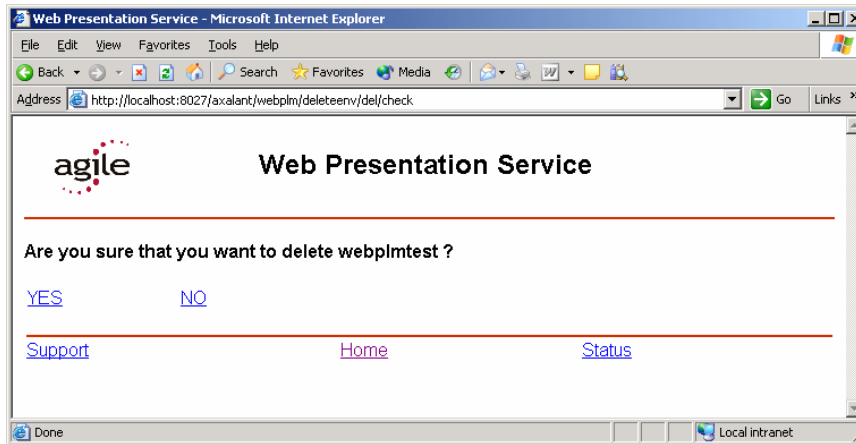 Web Presentation Service - Microsoft Internet Explorer
File Edit View Favorites Tools Help
Back Search Favorites Media
Address http://localhost:8027/axalant/webplm/deleteenv/del/check Go Links »
agile Web Presentation Service
Are you sure that you want to delete webplmtest ?
YES NO
Support Home Status
Done Local intranet